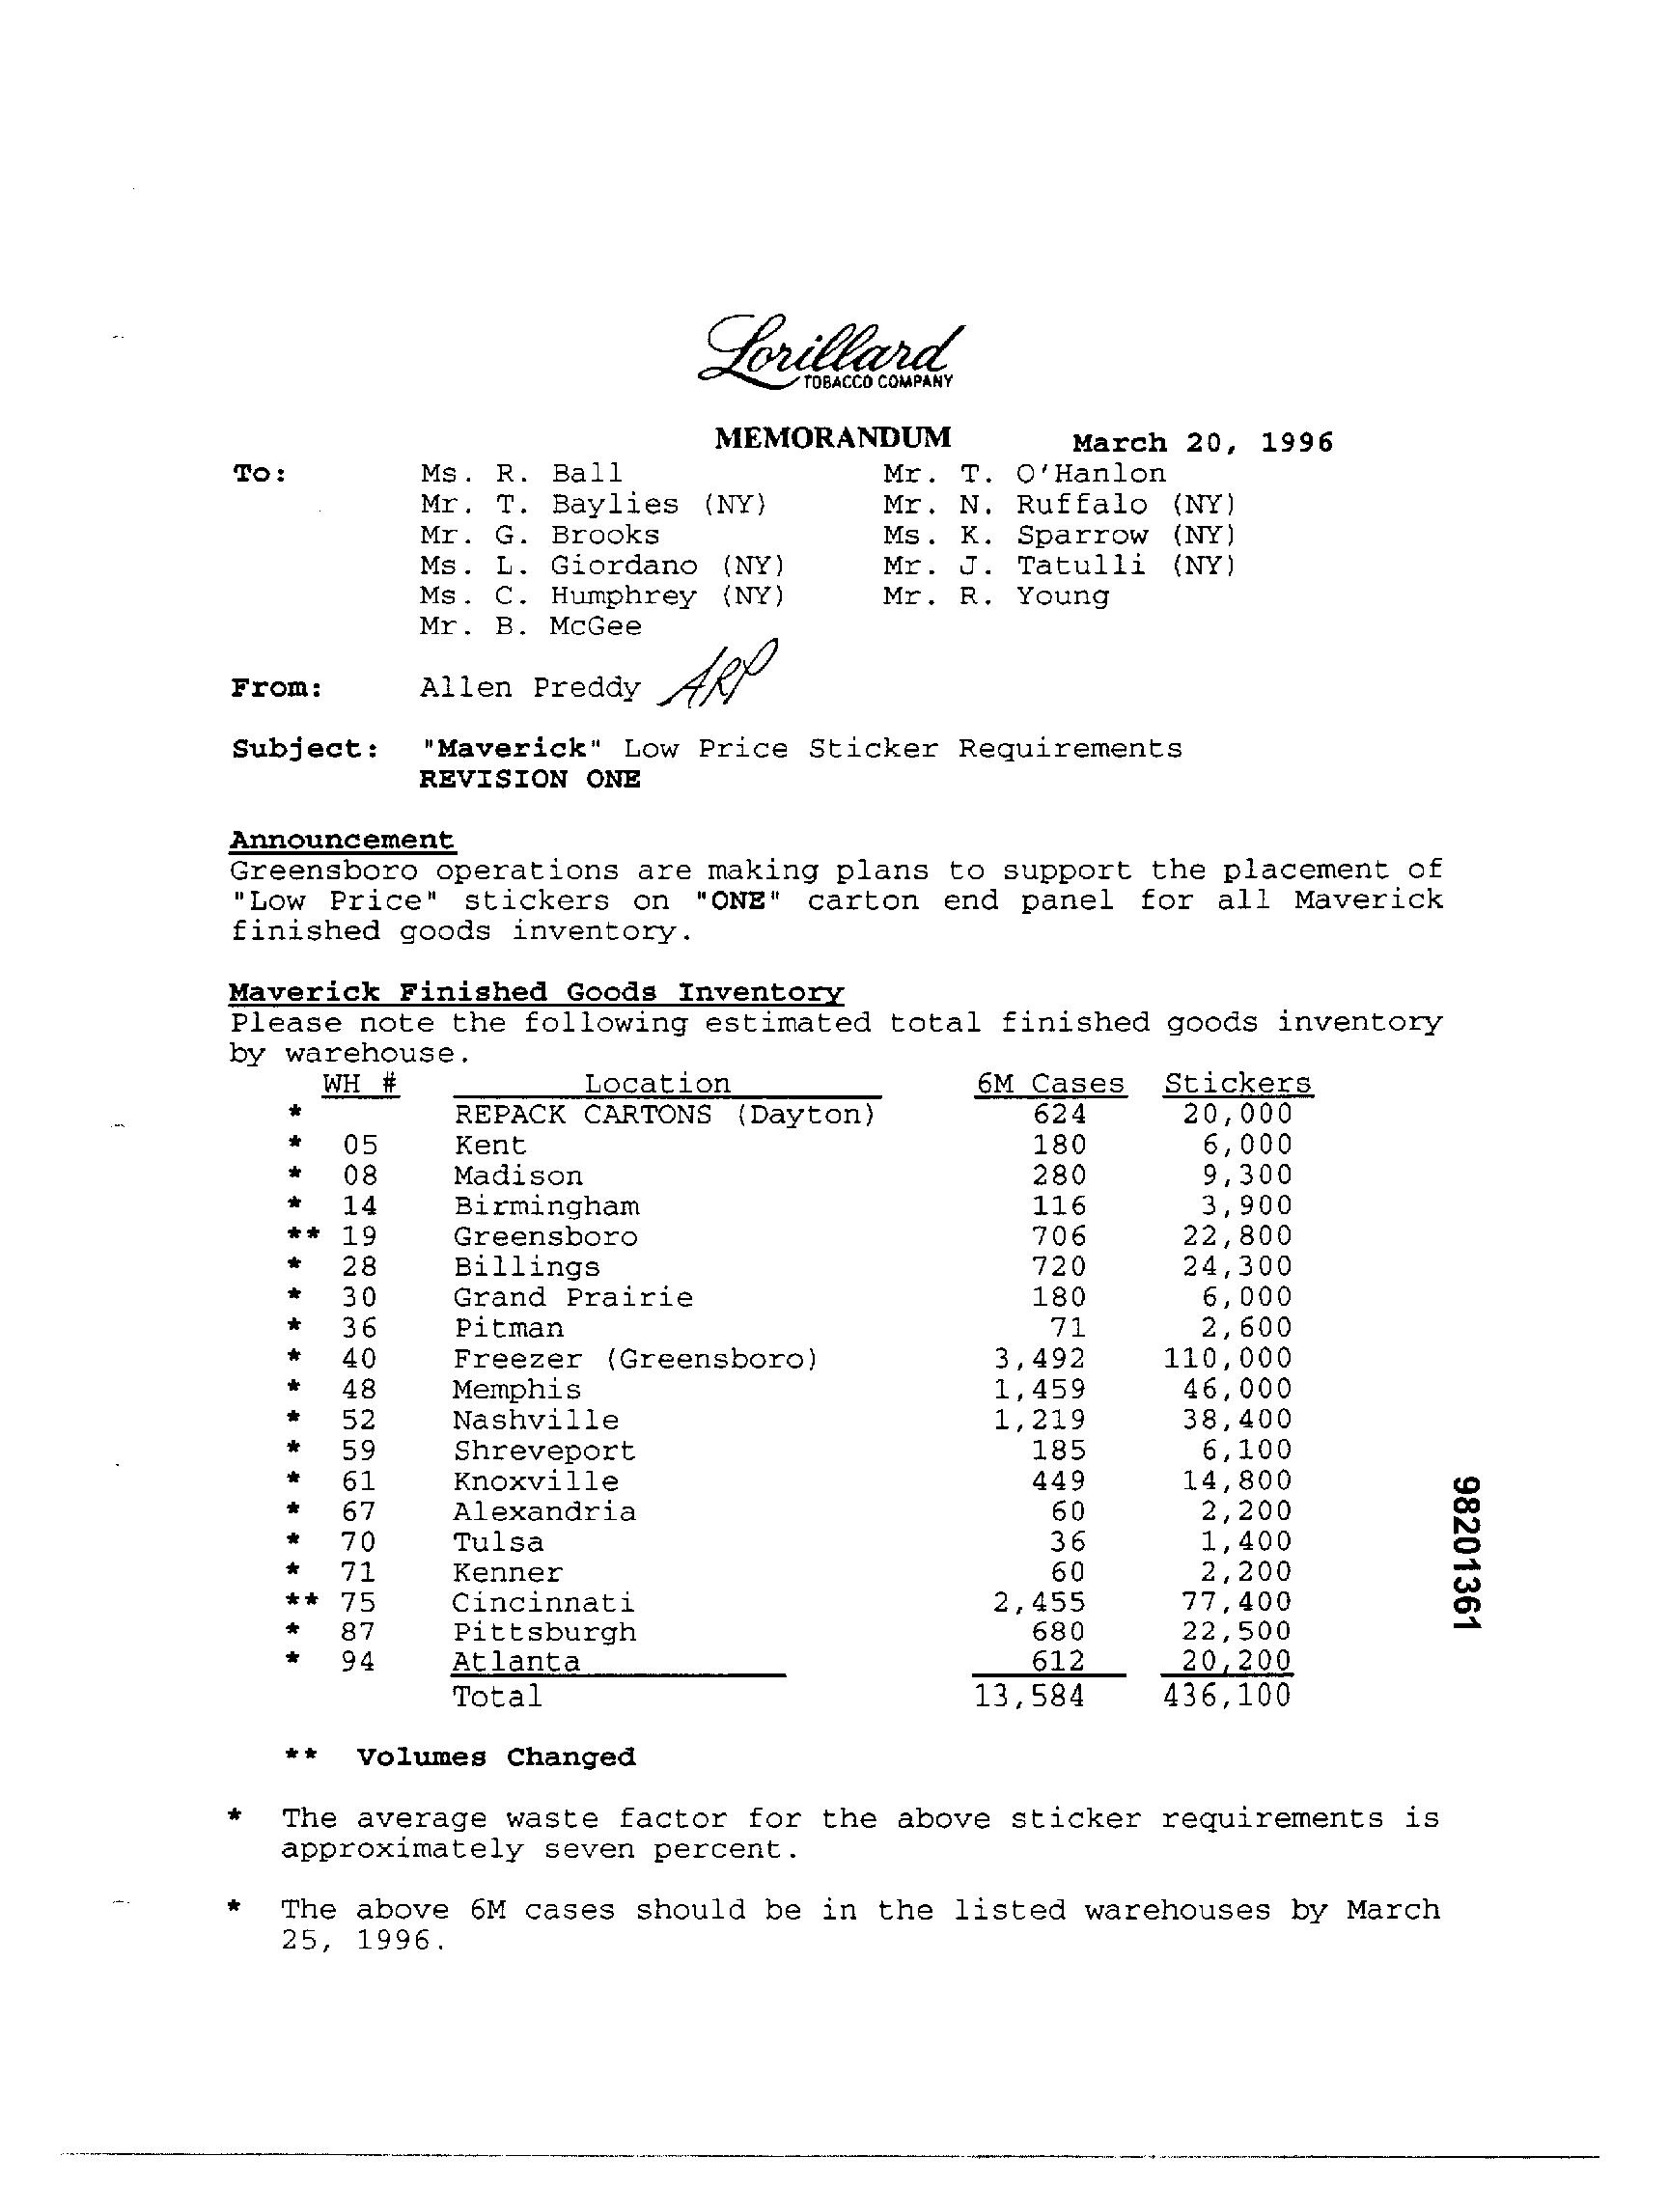 Lorillard
TOBACCO COMPANY
MEMORANDUM March 20, 1996
To: Ms. R. Ball Mr. T. O'Hanlon
Mr. T. Baylies (NY) Mr. N. Ruffalo (NY)
Mr. G. Brooks Ms. K. Sparrow (NY)
Ms. L. Giordano (NY) Mr. J. Tatulli (NY)
Ms. C. Humphrey (NY) Mr. R. Young
Mr. B. McGee
From: Allen Preddy ARP
Subject: "Maverick" Low Price Sticker Requirements
REVISION ONE
Announcement
Greensboro operations are making plans to support the placement of
"Low Price" stickers on "ONE" carton end panel for all Maverick
finished goods inventory.
Maverick Finished Goods Inventory
Please note the following estimated total finished goods inventory
by warehouse.
WH # Location 6M Cases Stickers
* REPACK CARTONS (Dayton) 624 20,000
* 05 Kent 180 6,000
* 08 Madison 280 9,300
* 14 Birmingham 116 3,900
** 19 Greensboro 706 22,800
* 28 Billings 720 24,300
* 30 Grand Prairie 180 6,000
* 36 Pitman 71 2,600
* 40 Freezer (Greensboro) 3,492 110,000
* 48 Memphis 1,459 46,000
* 52 Nashville 1,219 38,400
* 59 Shreveport 185 6,100
* 61 Knoxville 449 14,800
* 67 Alexandria 60 2,200
* 70 Tulsa 36 1,400
* 71 Kenner 60 2,200
** 75 Cincinnati 2,455 77,400
* 87 Pittsburgh 680 22,500
* 94 Atlanta 612 20,200
Total 13,584 436,100
** Volumes Changed
* The average waste factor for the above sticker requirements is
approximately seven percent.
* The above 6M cases should be in the listed warehouses by March
25, 1996.
98201361